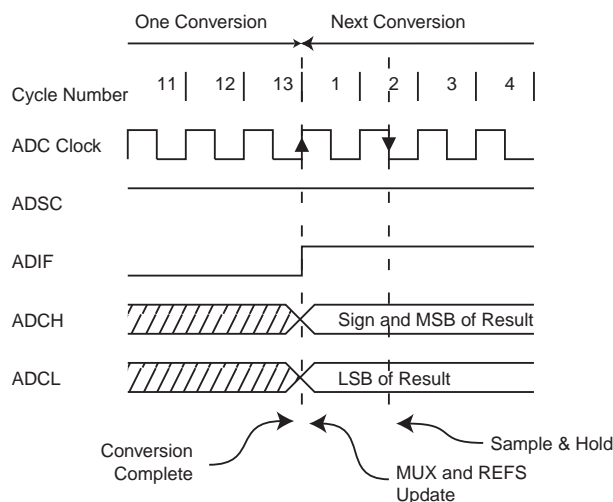 One Conversion Next Conversion
Cycle Number 11 12 13 1 2 3 4
ADC Clock
ADSC
ADIF
ADCH Sign and MSB of Result
ADCL LSB of Result
Conversion
Complete
MUX and REFS
Update
Sample & Hold